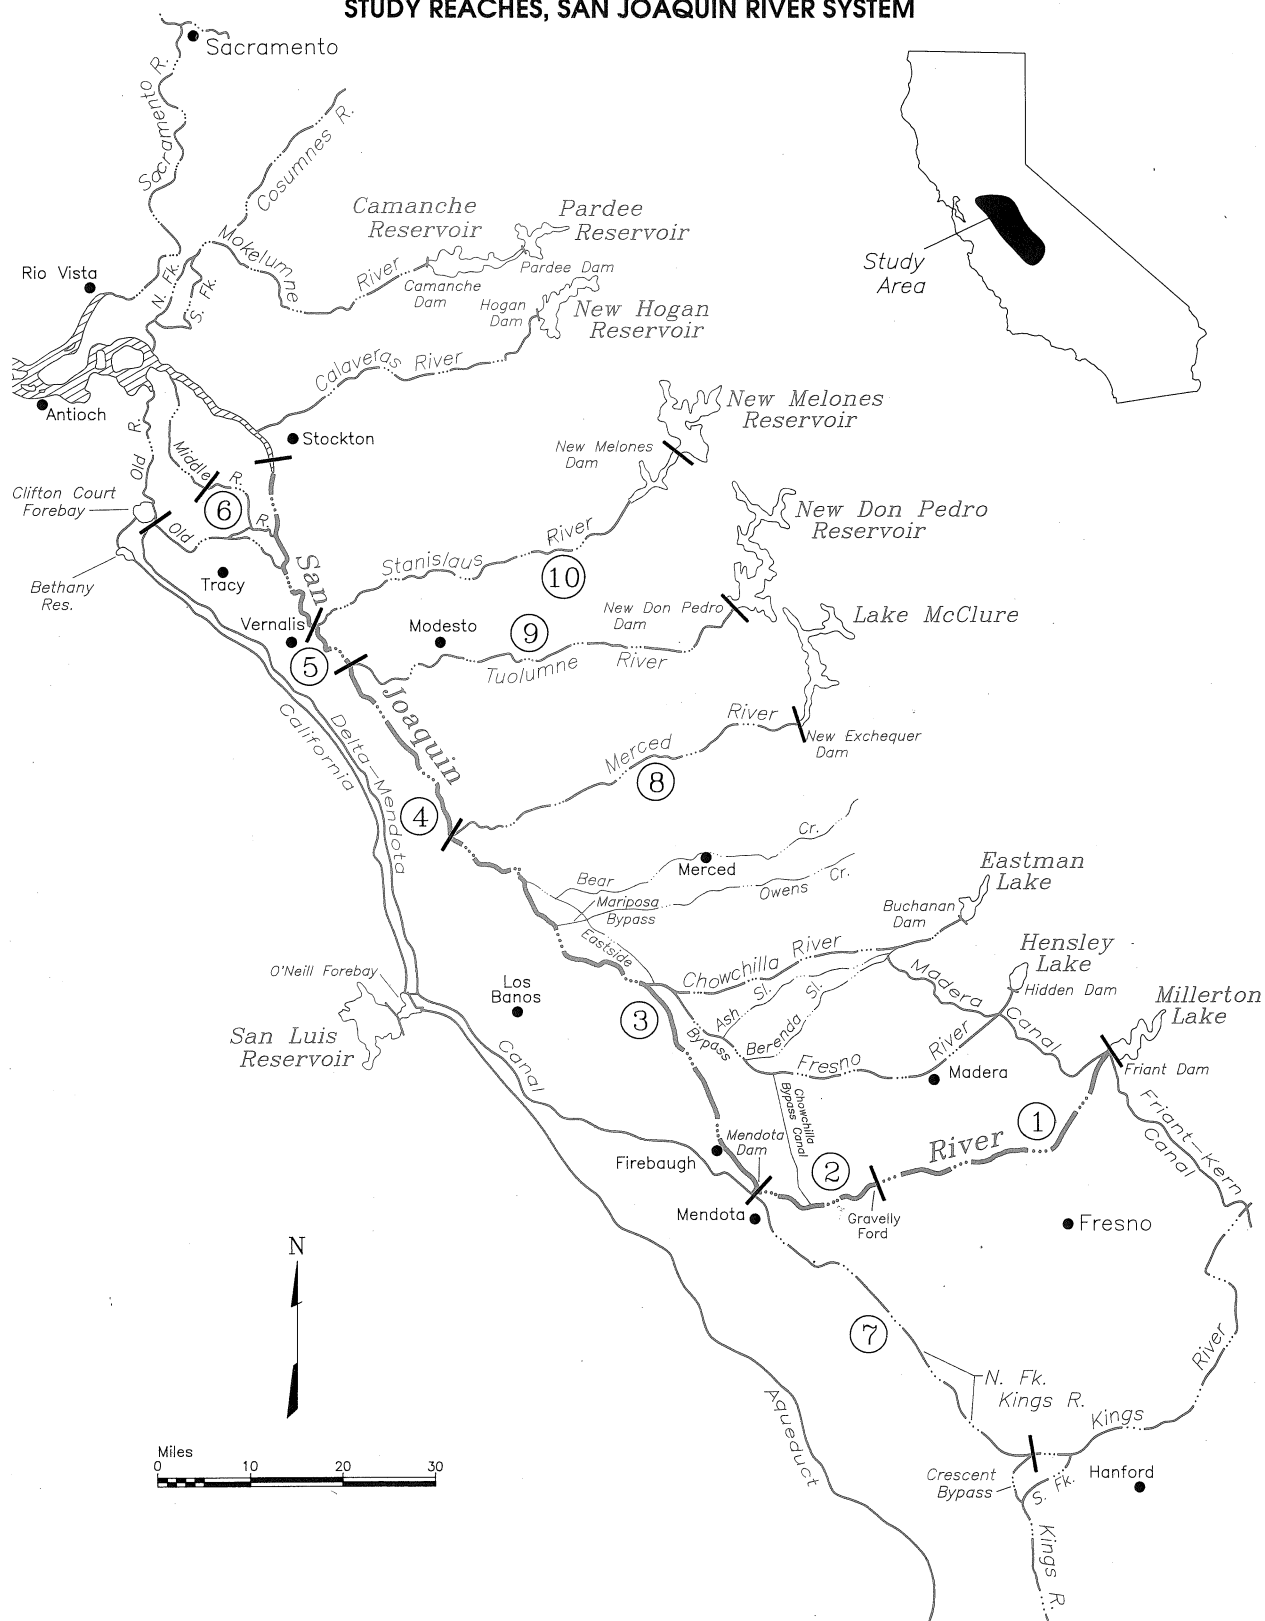 STUDY REACHES, SAN JOAQUIN RIVER SYSTEM
Sacramento
Sacramento R.
Cosumnes R.
Camanche
Reservoir
Pardee
Reservoir
Mokelumne
River
Pardee Dam
Camanche
Dam
Rio Vista
N. Fk.
S. Fk.
Hogan
Dam
New Hogan
Reservoir
Study
Area
Calaveras River
Antioch
Stockton
New Melones
Reservoir
New Melones
Dam
Old R.
Middle R.
Clifton Court
Forebay
6
Old R.
New Don Pedro
Reservoir
Stanislaus River
10
Bethany
Res.
Tracy
San
Vernalis
Modesto
9
New Don Pedro
Dam
Lake McClure
5
Tuolumne River
Joaquin
California
Delta-Mendota
Merced River
New Exchequer
Dam
8
4
Cr.
Merced
Bear
Owens Cr.
Mariposa
Bypass
Eastman
Lake
Buchanan
Dam
Eastside
Chowchilla River
Hensley
Lake
Hidden Dam
Madera Canal
Millerton
Lake
O'Neill Forebay
Los
Banos
San Luis
Reservoir
3
Ash Sl.
Berenda Sl.
Bypass
Fresno River
Madera
Friant Dam
Canal
Chowchilla
Bypass Canal
1
River
Friant-Kern
Canal
Mendota
Dam
Firebaugh
2
Mendota
Gravelly
Ford
Fresno
N
7
N. Fk.
Kings R.
Kings River
Aqueduct
Miles
0 10 20 30
Crescent
Bypass
S. Fk.
Hanford
Kings R.